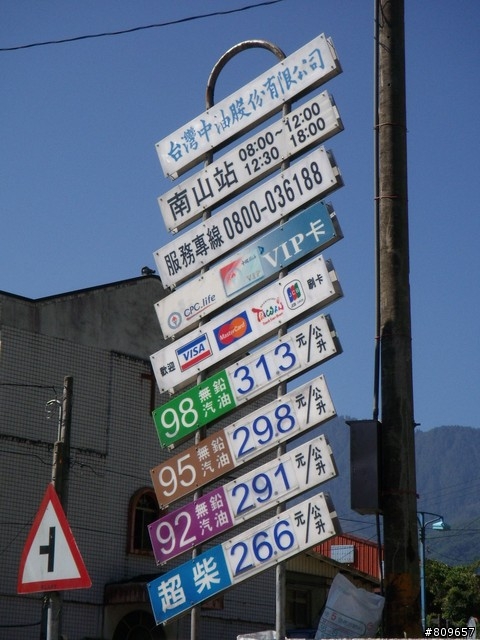 台灣中油股份有限公司
南山站 08:00~12:00
12:30 18:00
服務專線 0800-036188
CPC.life VIP VIP卡
歡迎 VISA MasterCard JCB 刷卡
98 無鉛汽油 31.3 元/公升
95 無鉛汽油 29.8 元/公升
92 無鉛汽油 29.1 元/公升
超柴 26.6 元/公升
#809657